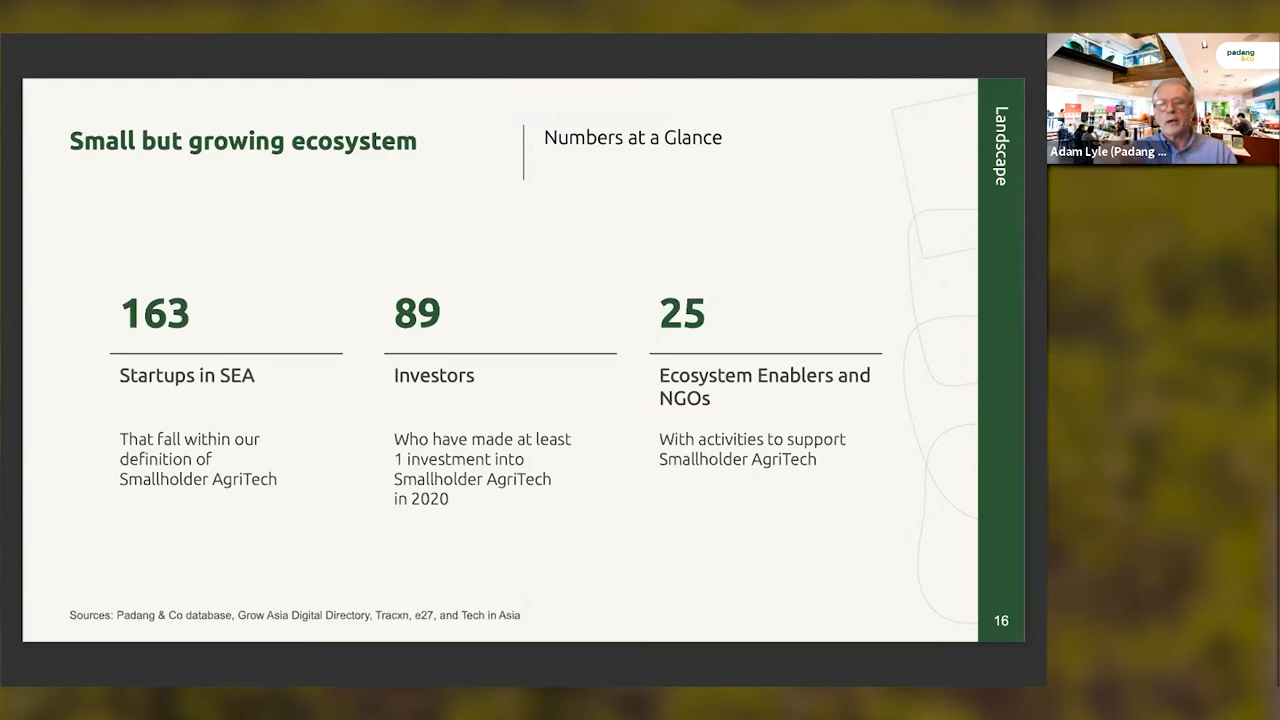 Small but growing ecosystem
Numbers at a Glance
163
Startups in SEA
That fall within our
definition of
Smallholder AgriTech
89
Investors
Who have made at least
1 investment into
Smallholder AgriTech
in 2020
25
Ecosystem Enablers and
NGOs
With activities to support
Smallholder AgriTech
Sources: Padang & Co database, Grow Asia Digital Directory, Tracxn, e27, and Tech in Asia
Landscape
16
padang
&co
Adam Lyle (Padang ...